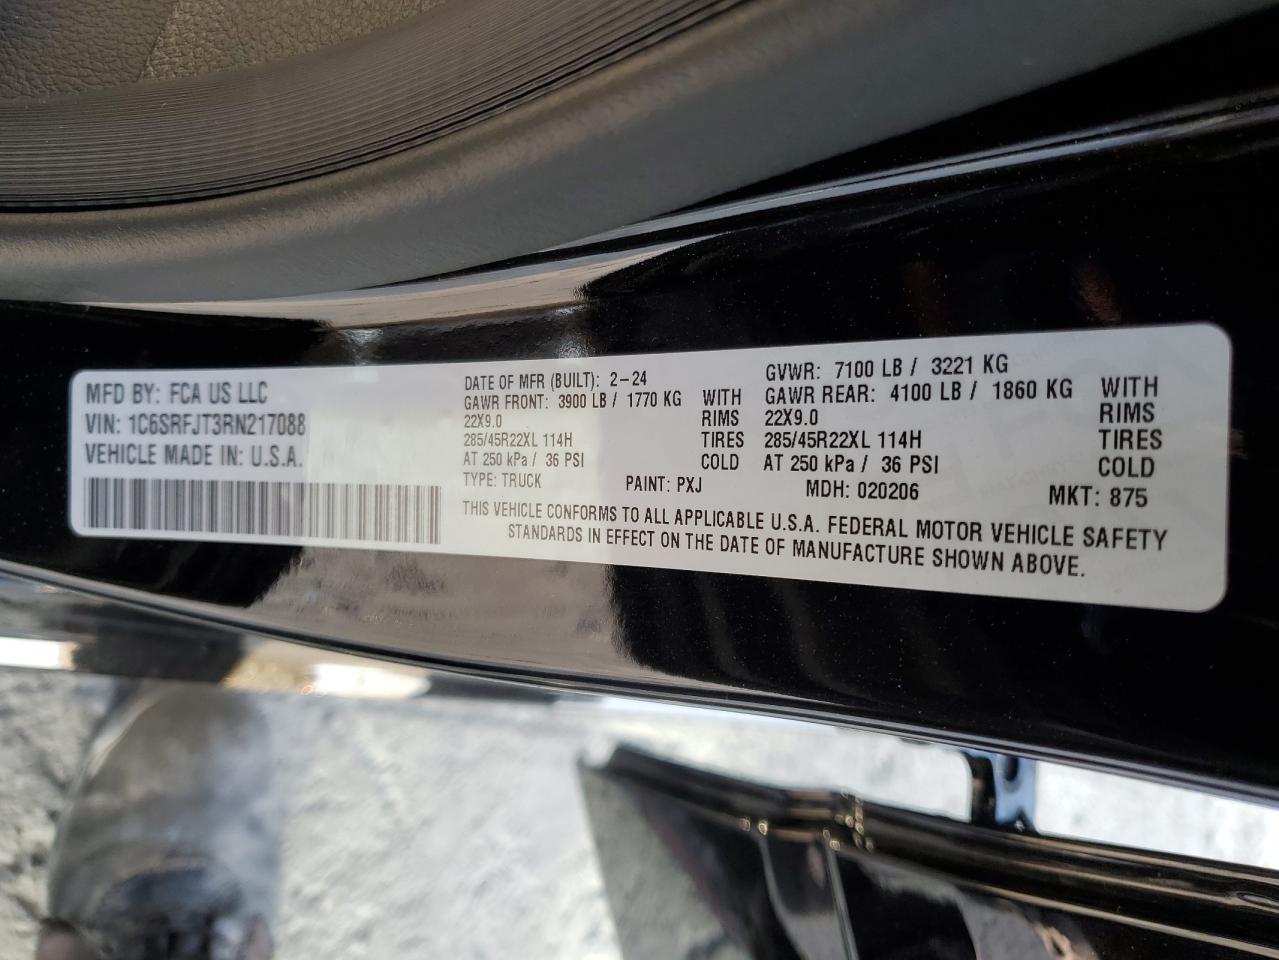 MFD BY: FCA US LLC
VIN: 1C6SRFJT3RN217088
VEHICLE MADE IN: U.S.A.
DATE OF MFR (BUILT): 2-24
GAWR FRONT: 3900 LB / 1770 KG WITH
22X9.0 RIMS
285/45R22XL 114H TIRES
AT 250 kPa / 36 PSI COLD
GVWR: 7100 LB / 3221 KG
GAWR REAR: 4100 LB / 1860 KG WITH
22X9.0 RIMS
285/45R22XL 114H TIRES
AT 250 kPa / 36 PSI COLD
TYPE: TRUCK PAINT: PXJ MDH: 020206 MKT: 875
THIS VEHICLE CONFORMS TO ALL APPLICABLE U.S.A. FEDERAL MOTOR VEHICLE SAFETY
STANDARDS IN EFFECT ON THE DATE OF MANUFACTURE SHOWN ABOVE.